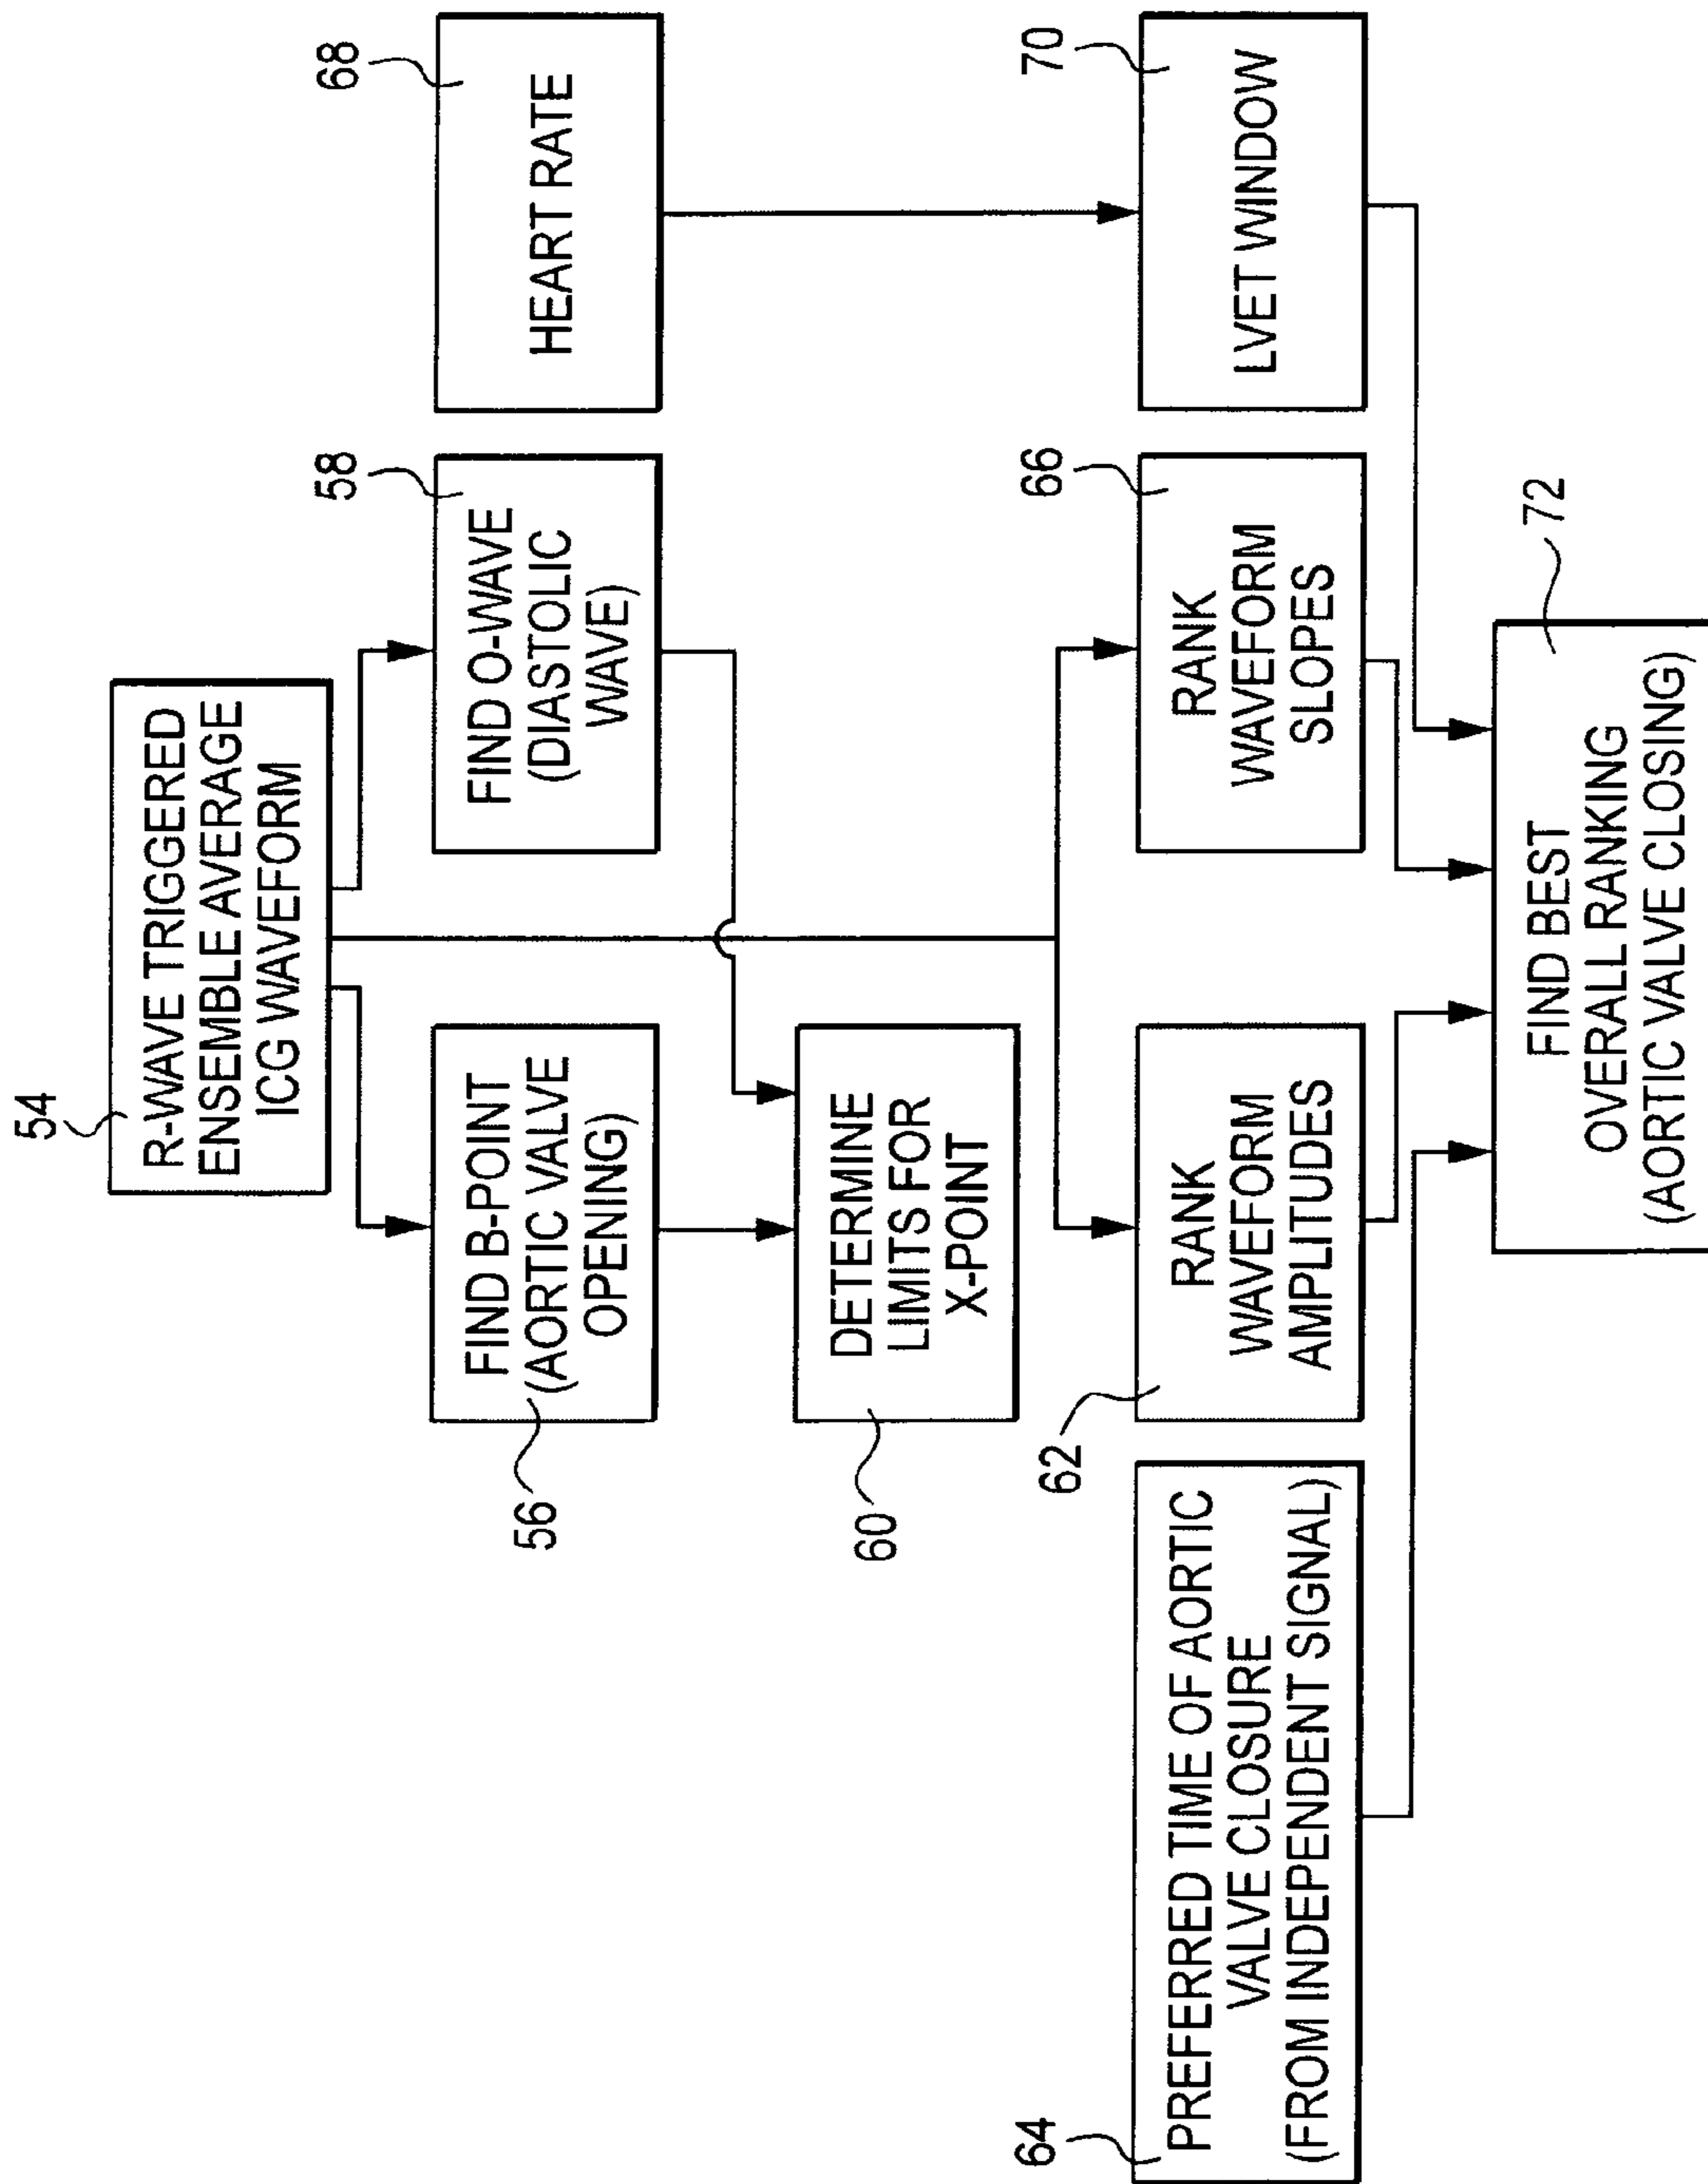 54
R-WAVE TRIGGERED
ENSEMBLE AVERAGE
ICG WAVEFORM
56
FIND B-POINT
(AORTIC VALVE
OPENING)
58
FIND O-WAVE
(DIASTOLIC
WAVE)
68
HEART RATE
60
DETERMINE
LIMITS FOR
X-POINT
64
PREFERRED TIME OF AORTIC
VALVE CLOSURE
(FROM INDEPENDENT SIGNAL)
62
RANK
WAVEFORM
AMPLITUDES
66
RANK
WAVEFORM
SLOPES
70
LVET WINDOW
72
FIND BEST
OVERALL RANKING
(AORTIC VALVE CLOSING)